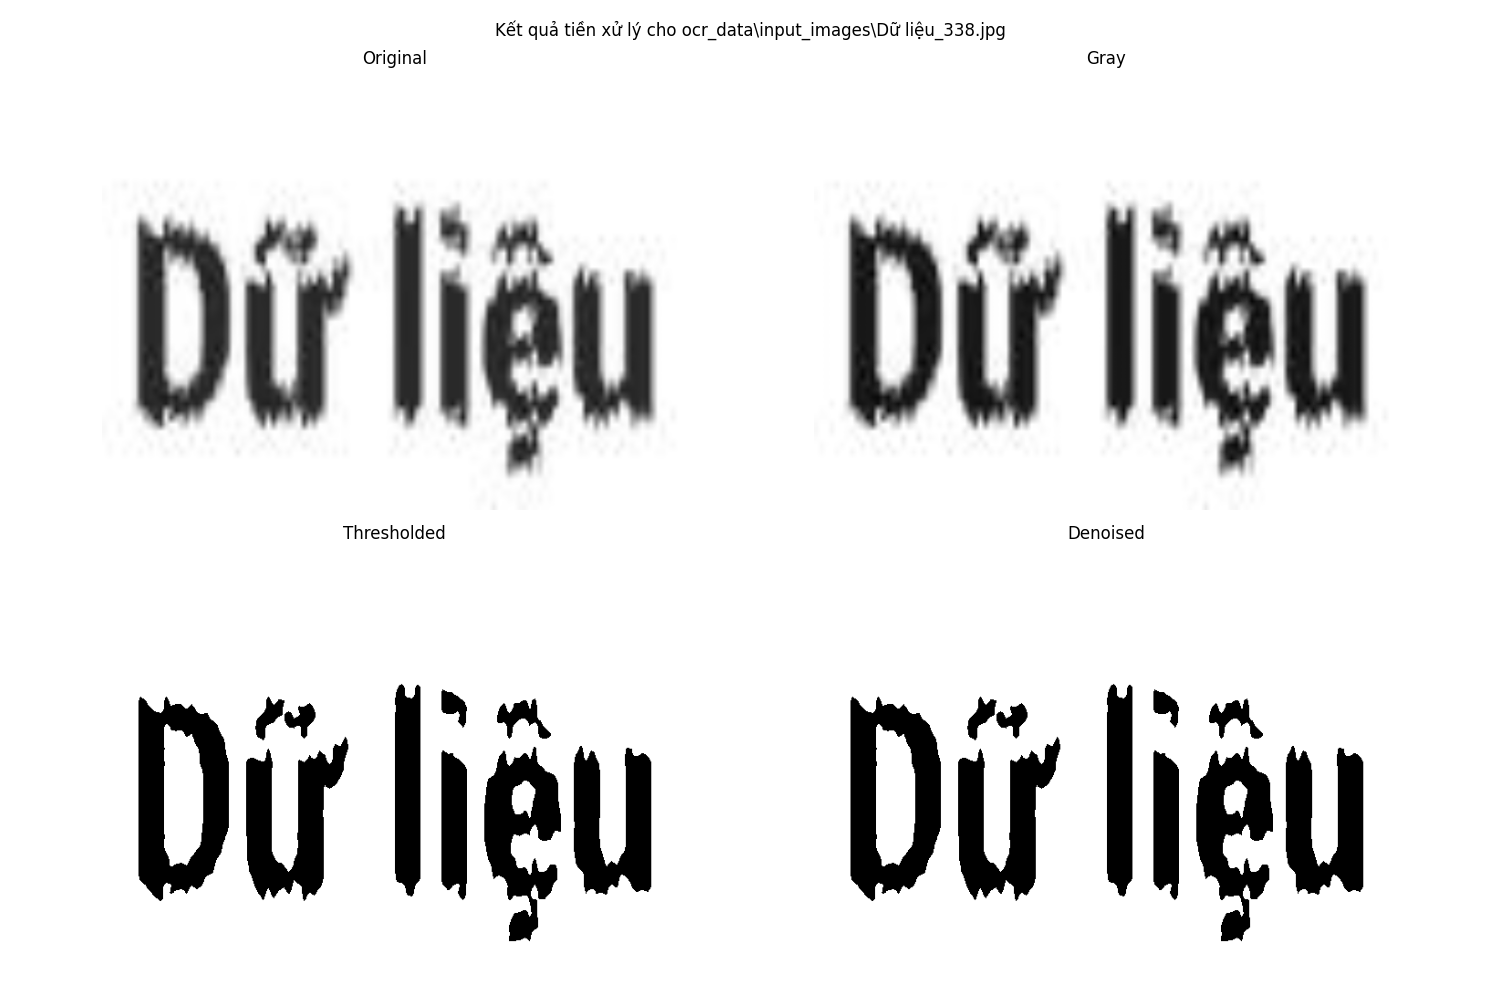 Kết quả tiền xử lý cho ocr_data\input_images\Dữ liệu_338.jpg
Original
Gray
Dữ liệu
Dữ liệu
Thresholded
Denoised
Dữ liệu
Dữ liệu